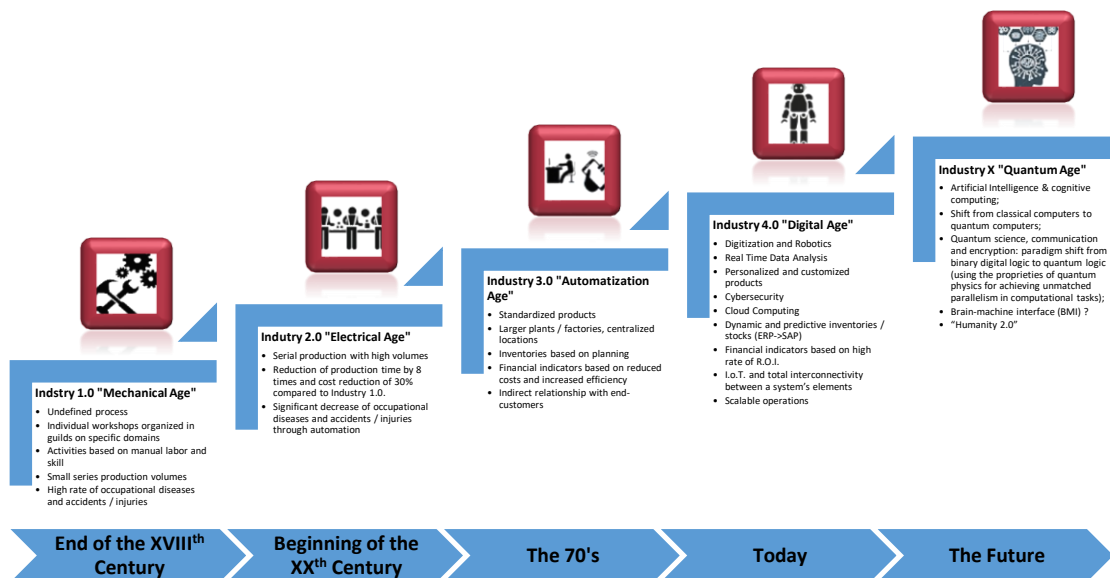 Indstry 1.0 "Mechanical Age"
• Undefined process
• Individual workshops organized in
guilds on specific domains
• Activities based on manual labor and
skill
• Small series production volumes
• High rate of occupational diseases
and accidents / injuries
Indutry 2.0 "Electrical Age"
• Serial production with high volumes
• Reduction of production time by 8
times and cost reduction of 30%
compared to Industry 1.0.
• Significant decrease of occupational
diseases and accidents / injuries
through automation
Industry 3.0 "Automatization
Age"
• Standardized products
• Larger plants / factories, centralized
locations
• Inventories based on planning
• Financial indicators based on reduced
costs and increased efficiency
• Indirect relationship with end-
customers
Industry 4.0 "Digital Age"
• Digitization and Robotics
• Real Time Data Analysis
• Personalized and customized
products
• Cybersecurity
• Cloud Computing
• Dynamic and predictive inventories /
stocks (ERP->SAP)
• Financial indicators based on high
rate of R.O.I.
• I.o.T. and total interconnectivity
between a system's elements
• Scalable operations
Industry X "Quantum Age"
• Artificial Intelligence & cognitive
computing;
• Shift from classical computers to
quantum computers;
• Quantum science, communication
and encryption: paradigm shift from
binary digital logic to quantum logic
(using the proprieties of quantum
physics for achieving unmatched
parallelism in computational tasks);
• Brain-machine interface (BMI) ?
• “Humanity 2.0”
End of the XVIIIth
Century
Beginning of the
XXth Century
The 70's
Today
The Future